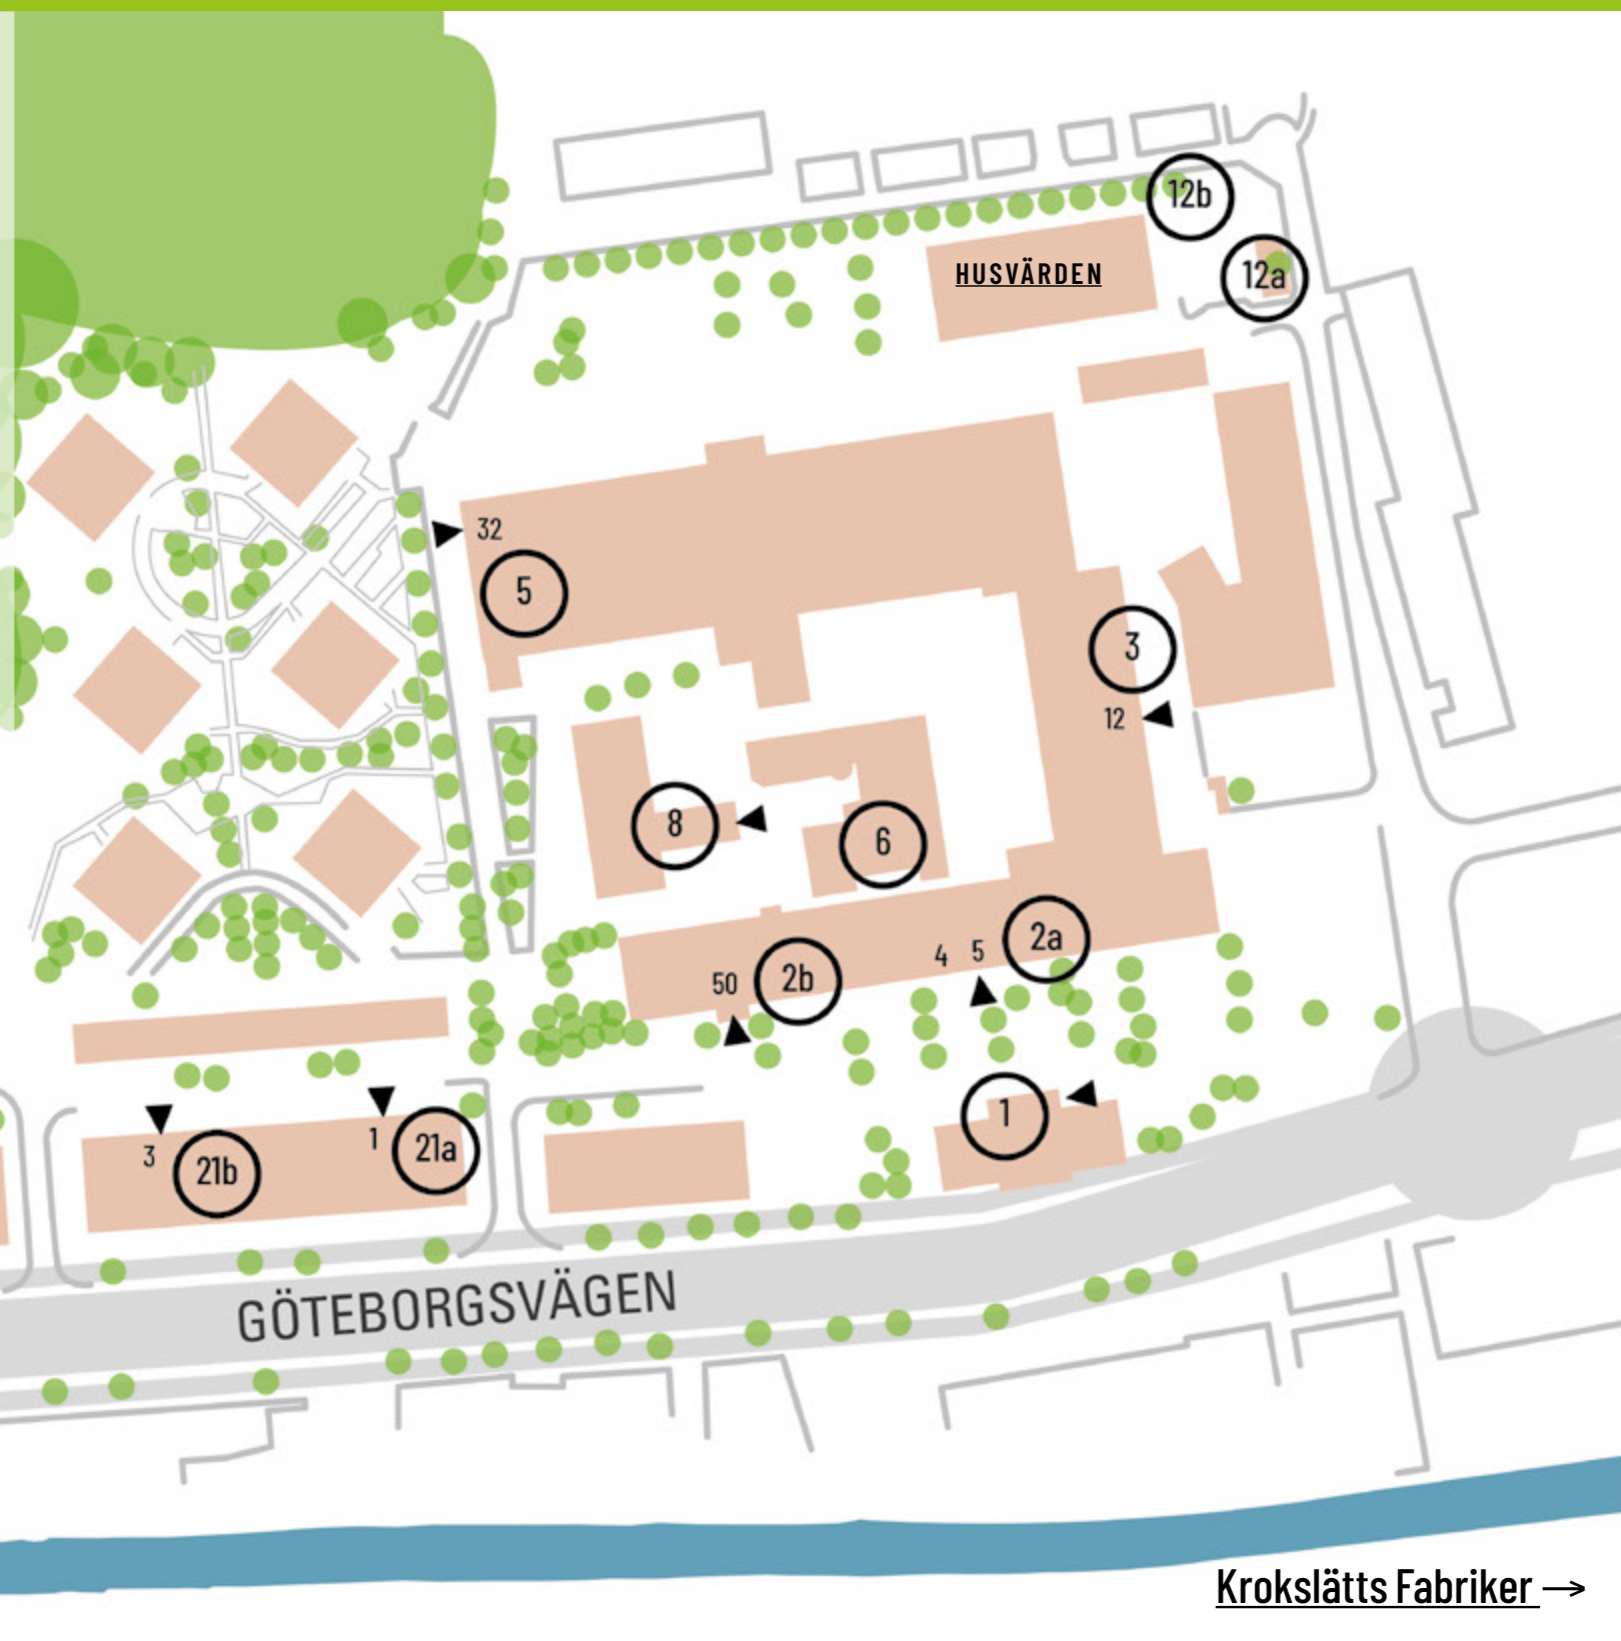 12b
HUSVÄRDEN
12a
32
5
3
12
8
6
2a
4 5
50
2b
1
3
21b
1
21a
GÖTEBORGSVÄGEN
Krokslätts Fabriker →